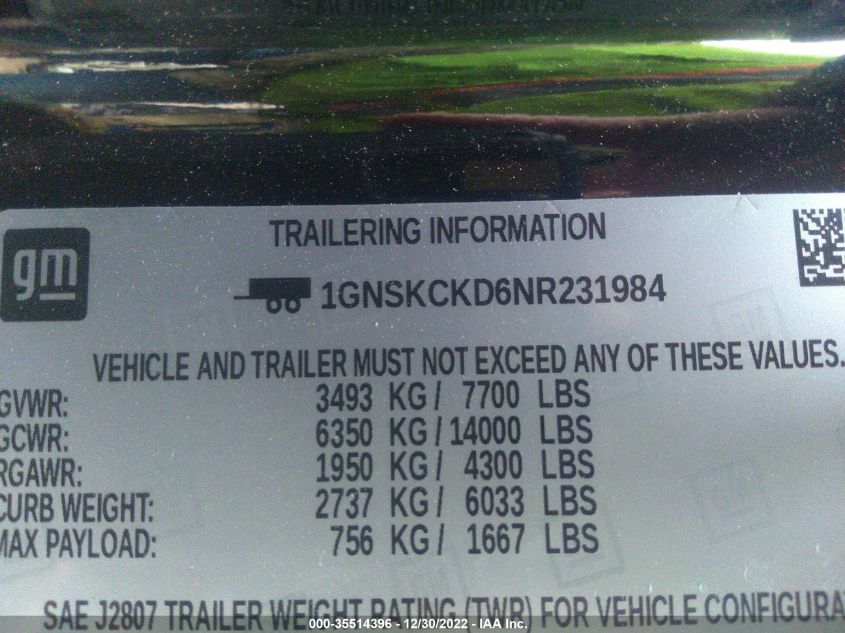 TRAILERING INFORMATION
gm
1GNSKCKD6NR231984
VEHICLE AND TRAILER MUST NOT EXCEED ANY OF THESE VALUES.
GVWR: 3493 KG / 7700 LBS
GCWR: 6350 KG / 14000 LBS
RGAWR: 1950 KG / 4300 LBS
CURB WEIGHT: 2737 KG / 6033 LBS
MAX PAYLOAD: 756 KG / 1667 LBS
SAE J2807 TRAILER WEIGHT RATING (TWR) FOR VEHICLE CONFIGURA
000-35514396 - 12/30/2022 - IAA Inc.